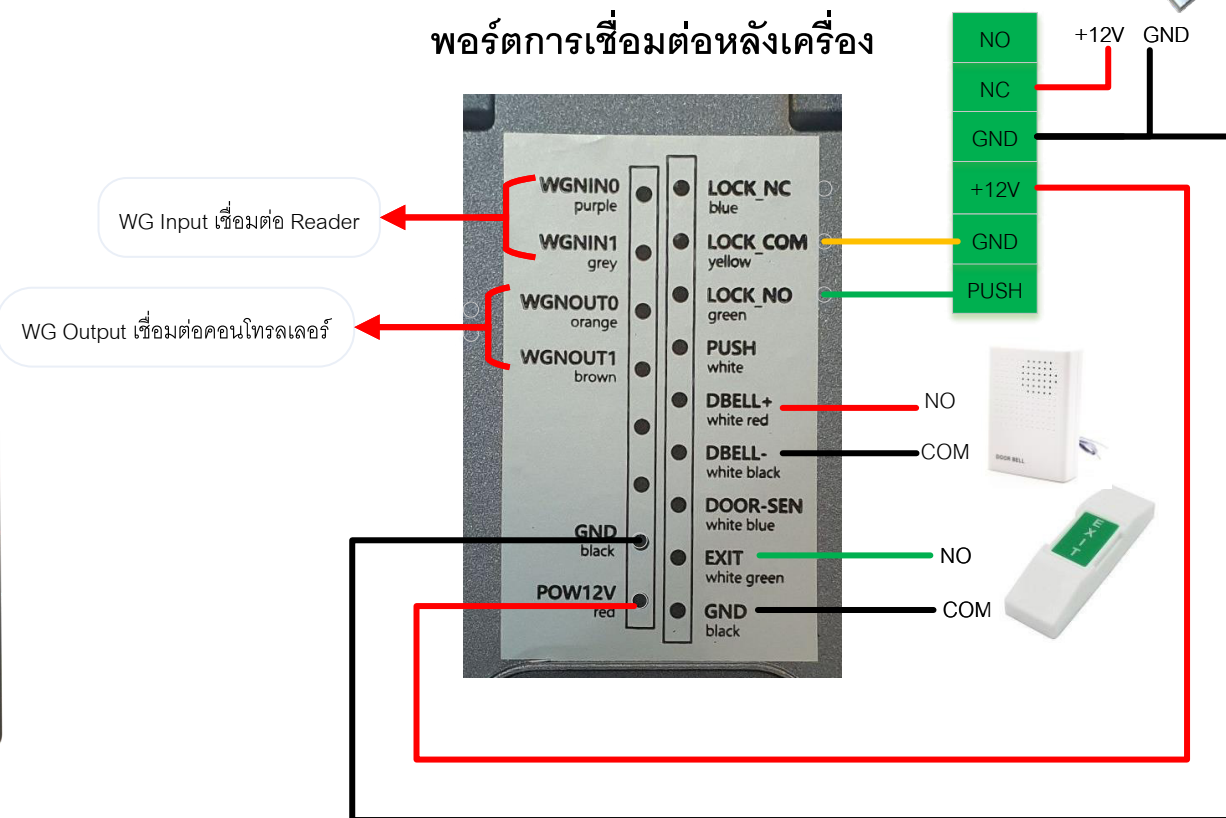 พอร์ตการเชื่อมต่อหลังเครื่อง
NO
NC
GND
+12V
GND
PUSH
+12V GND
WG Input เชื่อมต่อ Reader
WG Output เชื่อมต่อคอนโทรลเลอร์
WGNIN0
purple
WGNIN1
grey
WGNOUT0
orange
WGNOUT1
brown
GND
black
POW12V
red
LOCK_NC
blue
LOCK_COM
yellow
LOCK_NO
green
PUSH
white
DBELL+
white red
DBELL-
white black
DOOR-SEN
white blue
EXIT
white green
GND
black
NO
COM
DOOR BELL
EXIT
NO
COM